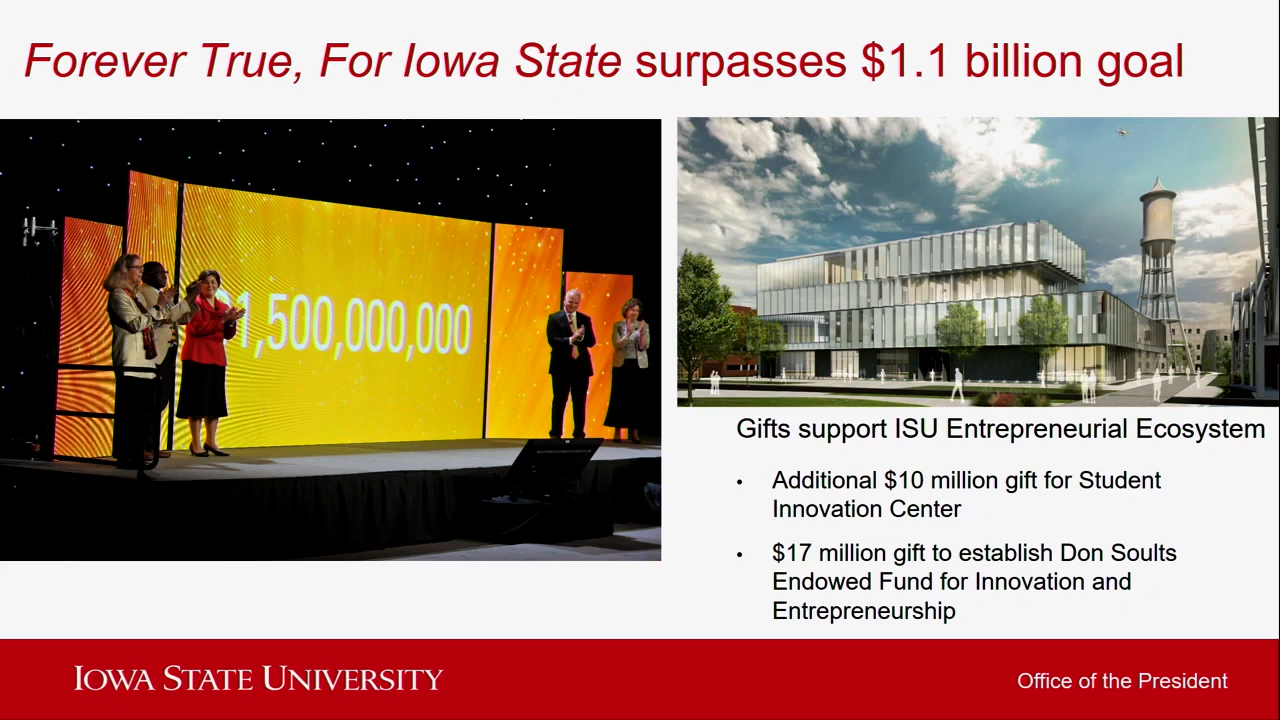 Forever True, For Iowa State surpasses $1.1 billion goal
1,500,000,000
Gifts support ISU Entrepreneurial Ecosystem
• Additional $10 million gift for Student
Innovation Center
• $17 million gift to establish Don Soults
Endowed Fund for Innovation and
Entrepreneurship
IOWA STATE UNIVERSITY
Office of the President